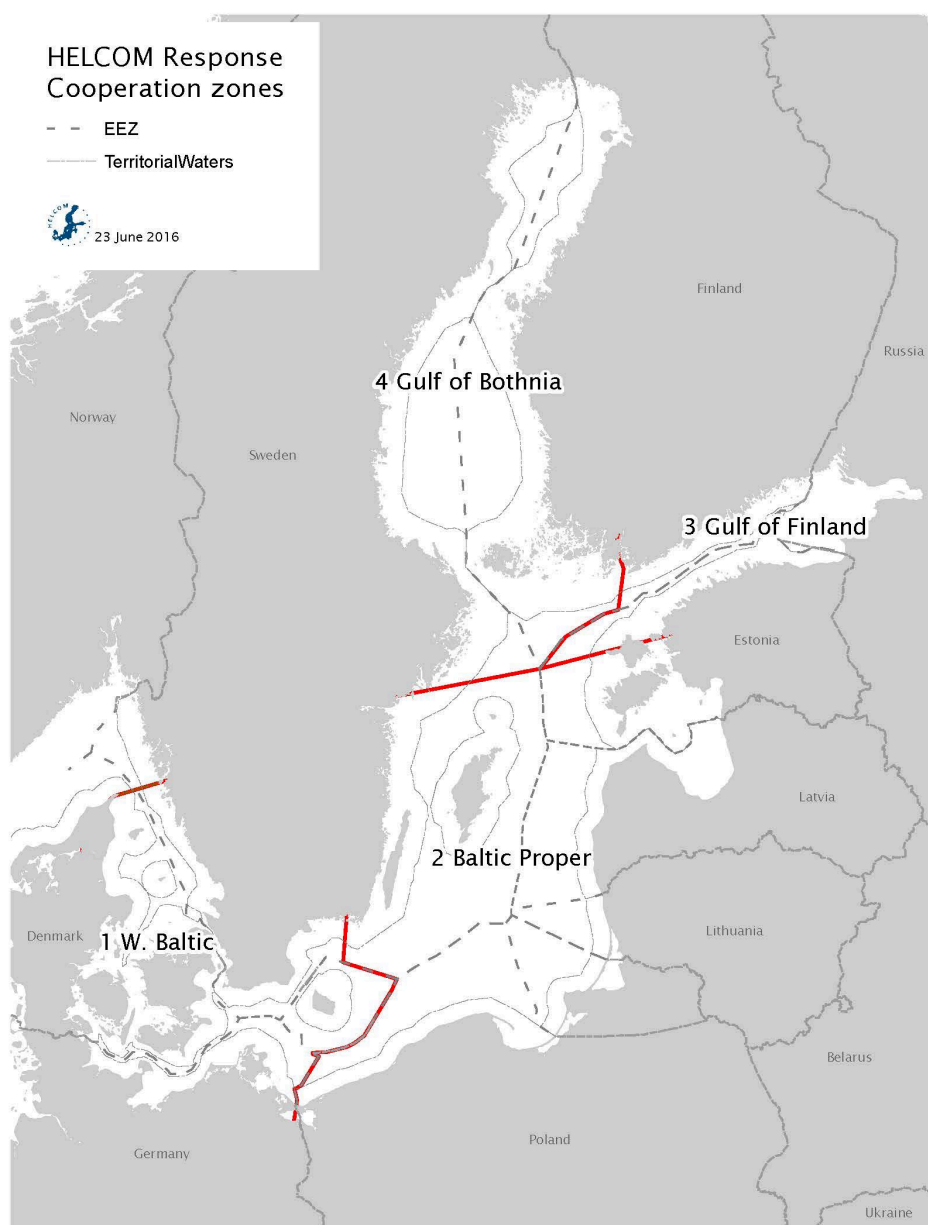 HELCOM Response
Cooperation zones
EEZ
TerritorialWaters
HELCOM
23 June 2016
Finland
Russia
4 Gulf of Bothnia
Norway
Sweden
3 Gulf of Finland
Estonia
Latvia
2 Baltic Proper
Denmark
1 W. Baltic
Lithuania
Belarus
Poland
Germany
Ukraine